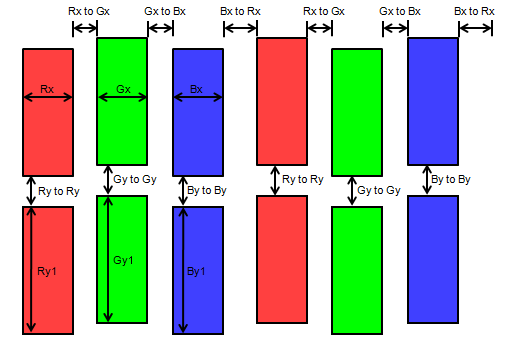 Rx to Gx Gx to Bx Bx to Rx Rx to Gx Gx to Bx Bx to Rx
Rx Gx Bx
Ry to Ry Gy to Gy By to By Ry to Ry Gy to Gy By to By
Ry1 Gy1 By1